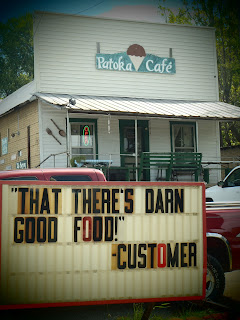 Patoka Café
"THAT THERE'S DARN
GOOD FOOD!"
-CUSTOMER